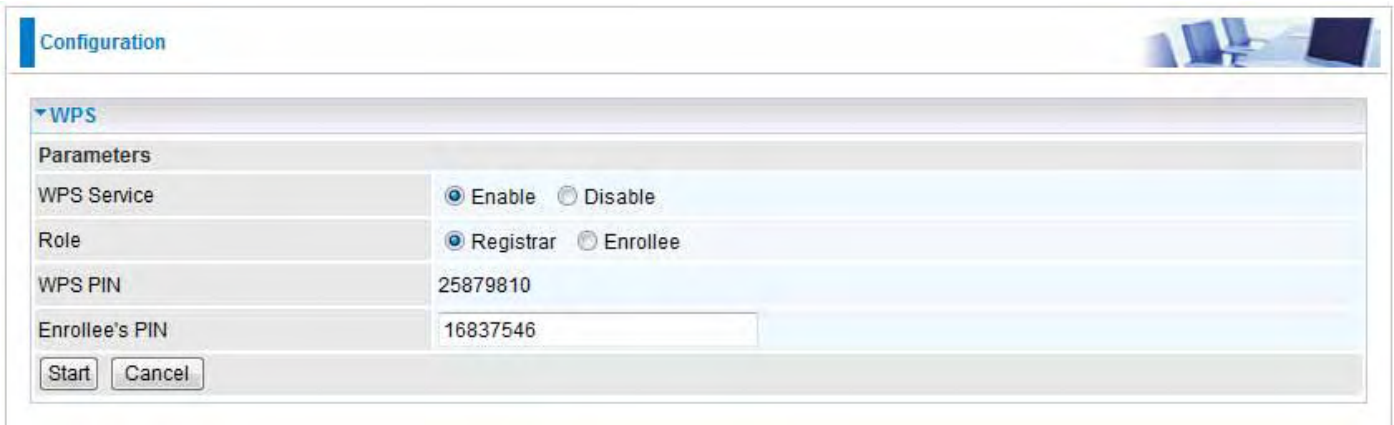 Configuration
WPS
Parameters
WPS Service Enable Disable
Role Registrar Enrollee
WPS PIN 25879810
Enrollee's PIN 16837546
Start Cancel